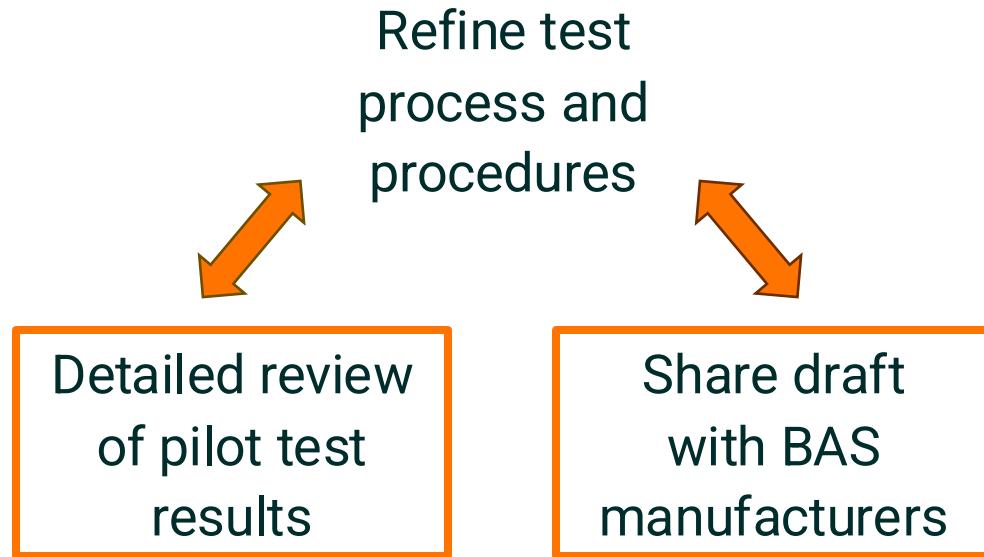 Refine test
process and
procedures
Detailed review
of pilot test
results
Share draft
with BAS
manufacturers